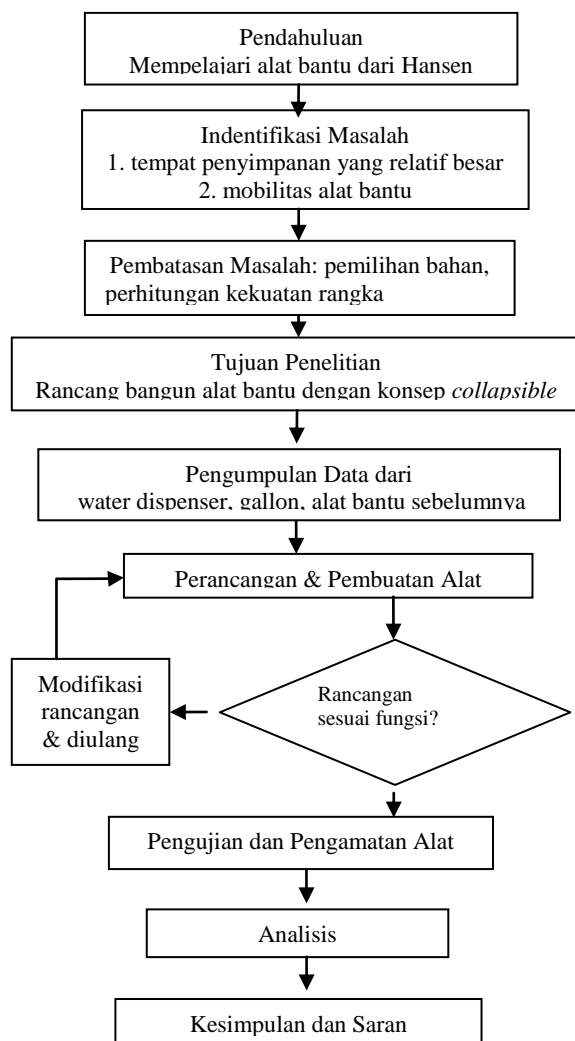 Pendahuluan
Mempelajari alat bantu dari Hansen
Indentifikasi Masalah
1. tempat penyimpanan yang relatif besar
2. mobilitas alat bantu
Pembatasan Masalah: pemilihan bahan,
perhitungan kekuatan rangka
Tujuan Penelitian
Rancang bangun alat bantu dengan konsep collapsible
Pengumpulan Data dari
water dispenser, gallon, alat bantu sebelumnya
Perancangan & Pembuatan Alat
Modifikasi
rancangan
& diulang
Rancangan
sesuai fungsi?
Pengujian dan Pengamatan Alat
Analisis
Kesimpulan dan Saran